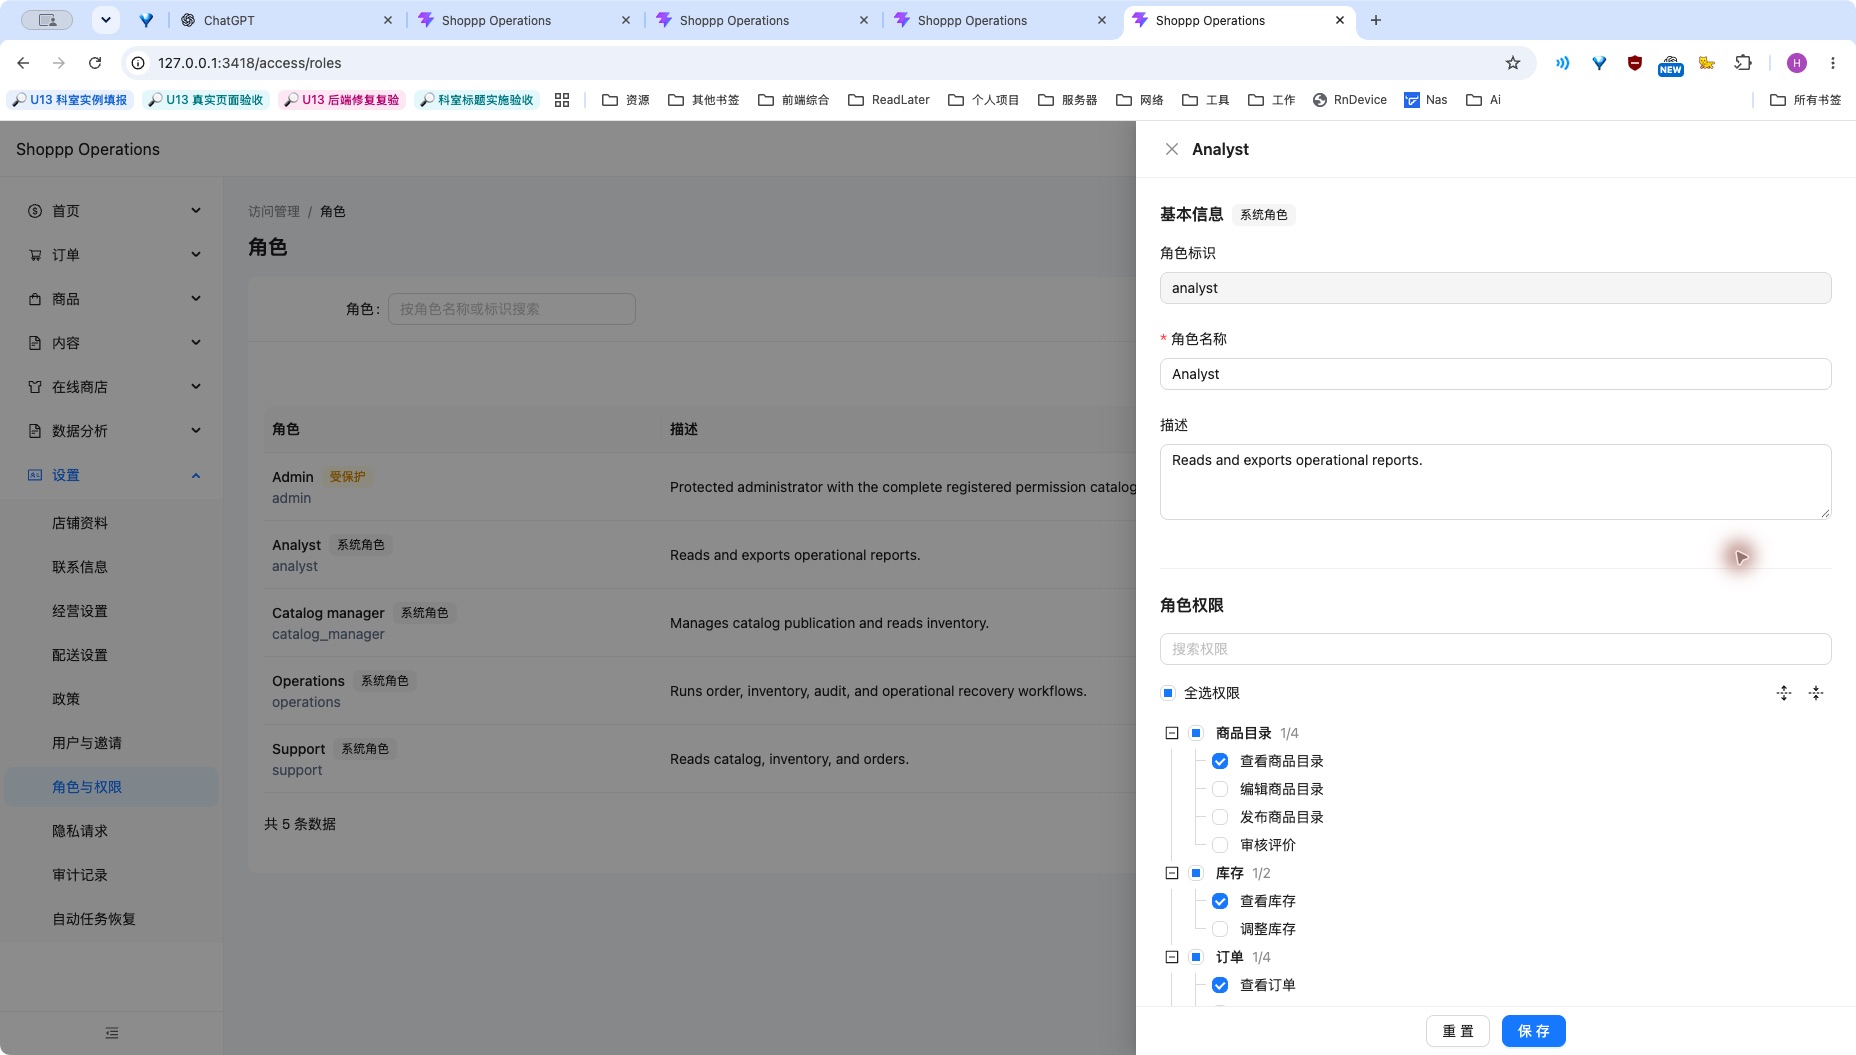 ChatGPT
Shoppp Operations
Shoppp Operations
Shoppp Operations
Shoppp Operations
127.0.0.1:3418/access/roles
NEW
H
U13 科室实例填报
U13 真实页面验收
U13 后端修复复验
科室标题实施验收
资源
其他书签
前端综合
ReadLater
个人项目
服务器
网络
工具
工作
RnDevice
Nas
Ai
所有书签
Shoppp Operations
首页
订单
商品
内容
在线商店
数据分析
设置
店铺资料
联系信息
经营设置
配送设置
政策
用户与邀请
角色与权限
隐私请求
审计记录
自动任务恢复
访问管理 / 角色
角色
角色：
按角色名称或标识搜索
角色
描述
Admin 受保护
admin
Protected administrator with the complete registered permission catalog
Analyst 系统角色
analyst
Reads and exports operational reports.
Catalog manager 系统角色
catalog_manager
Manages catalog publication and reads inventory.
Operations 系统角色
operations
Runs order, inventory, audit, and operational recovery workflows.
Support 系统角色
support
Reads catalog, inventory, and orders.
共 5 条数据
Analyst
基本信息 系统角色
角色标识
analyst
* 角色名称
Analyst
描述
Reads and exports operational reports.
角色权限
搜索权限
全选权限
商品目录 1/4
查看商品目录
编辑商品目录
发布商品目录
审核评价
库存 1/2
查看库存
调整库存
订单 1/4
查看订单
重 置
保 存